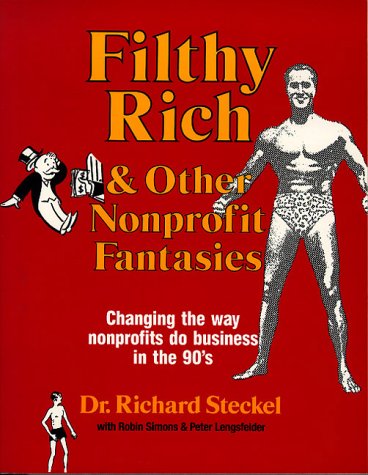 Filthy
Rich
& Other
Nonprofit
Fantasies
Changing the way
nonprofits do business
in the 90's
Dr. Richard Steckel
with Robin Simons & Peter Lengsfelder